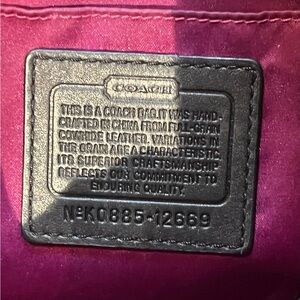 COACH
THIS IS A COACH BAG. IT WAS HAND-
CRAFTED IN CHINA FROM FULL-GRAIN
COWHIDE LEATHER. VARIATIONS IN
THE GRAIN ARE A CHARACTERISTIC.
ITS SUPERIOR CRAFTSMANSHIP
REFLECTS OUR COMMITMENT TO
ENDURING QUALITY.
Nº K0885-12669